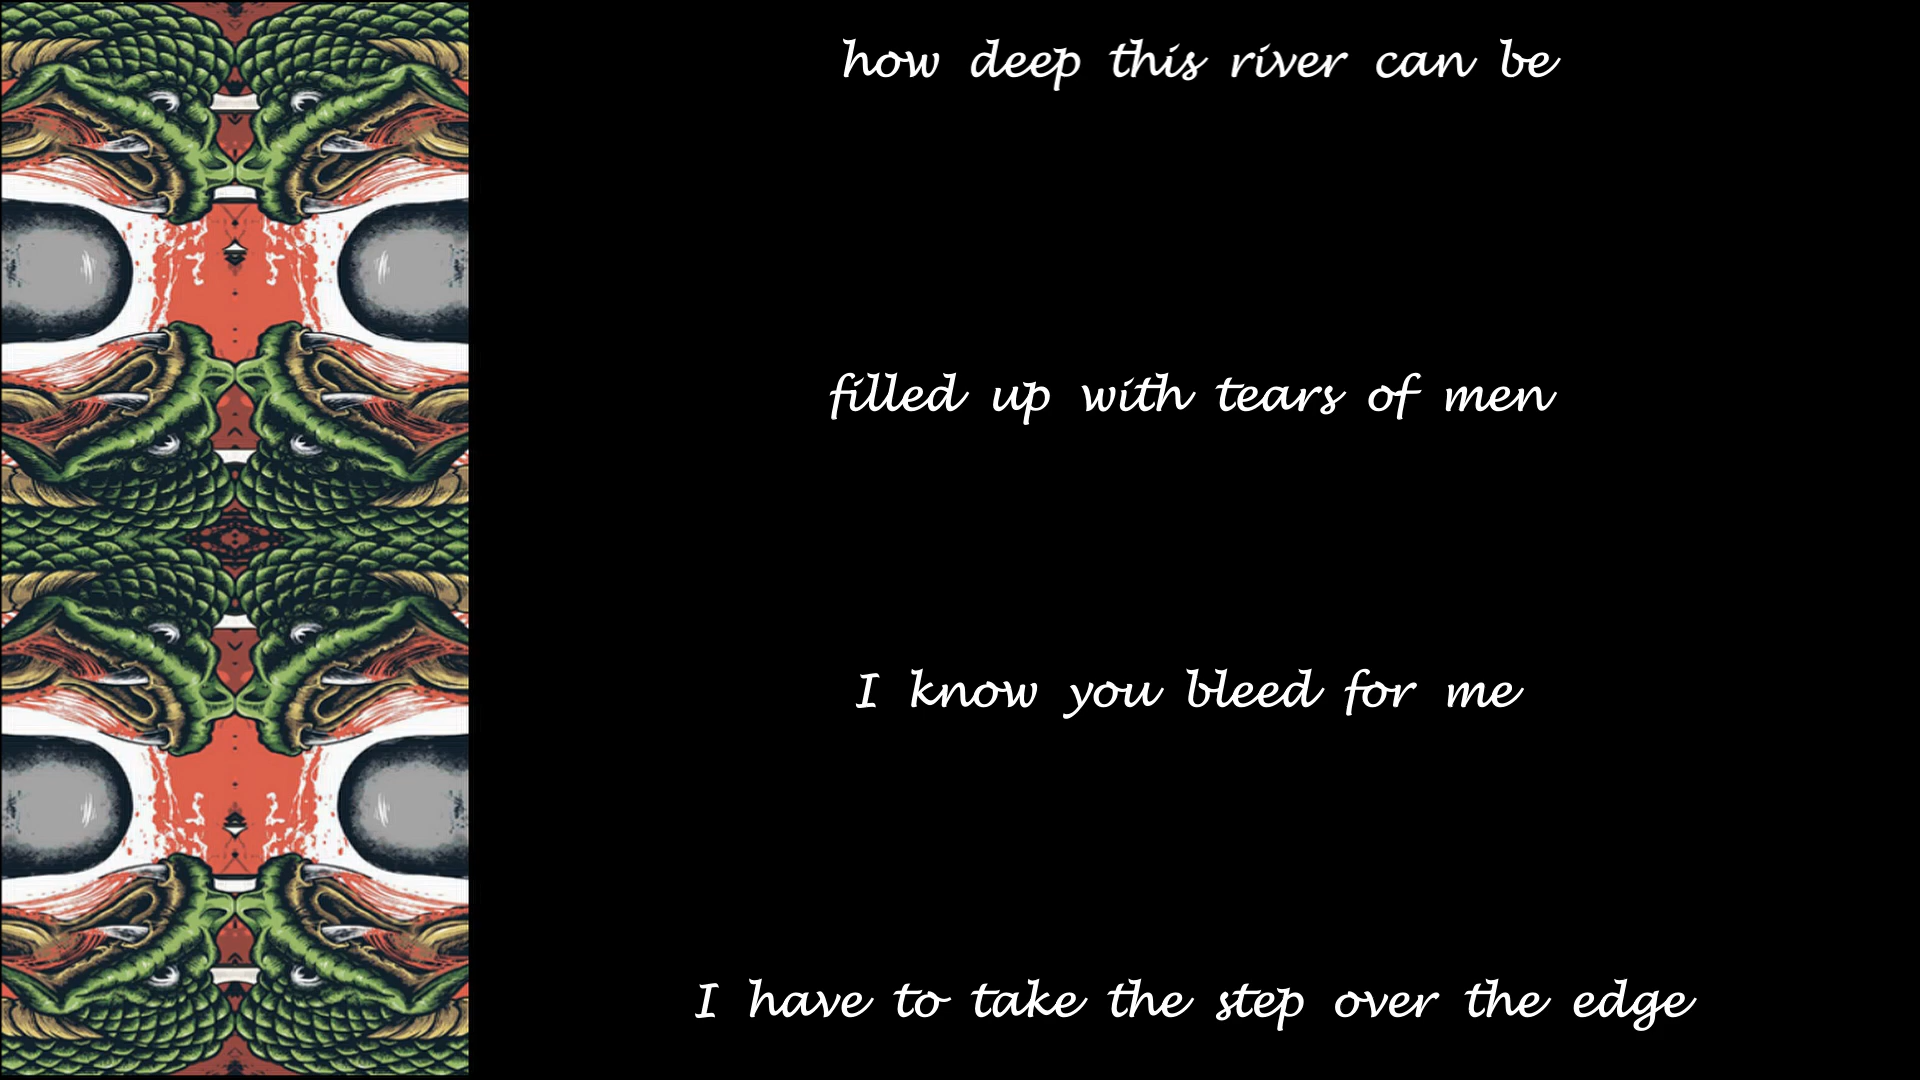 how deep this river can be
filled up with tears of men
I know you bleed for me
I have to take the step over the edge